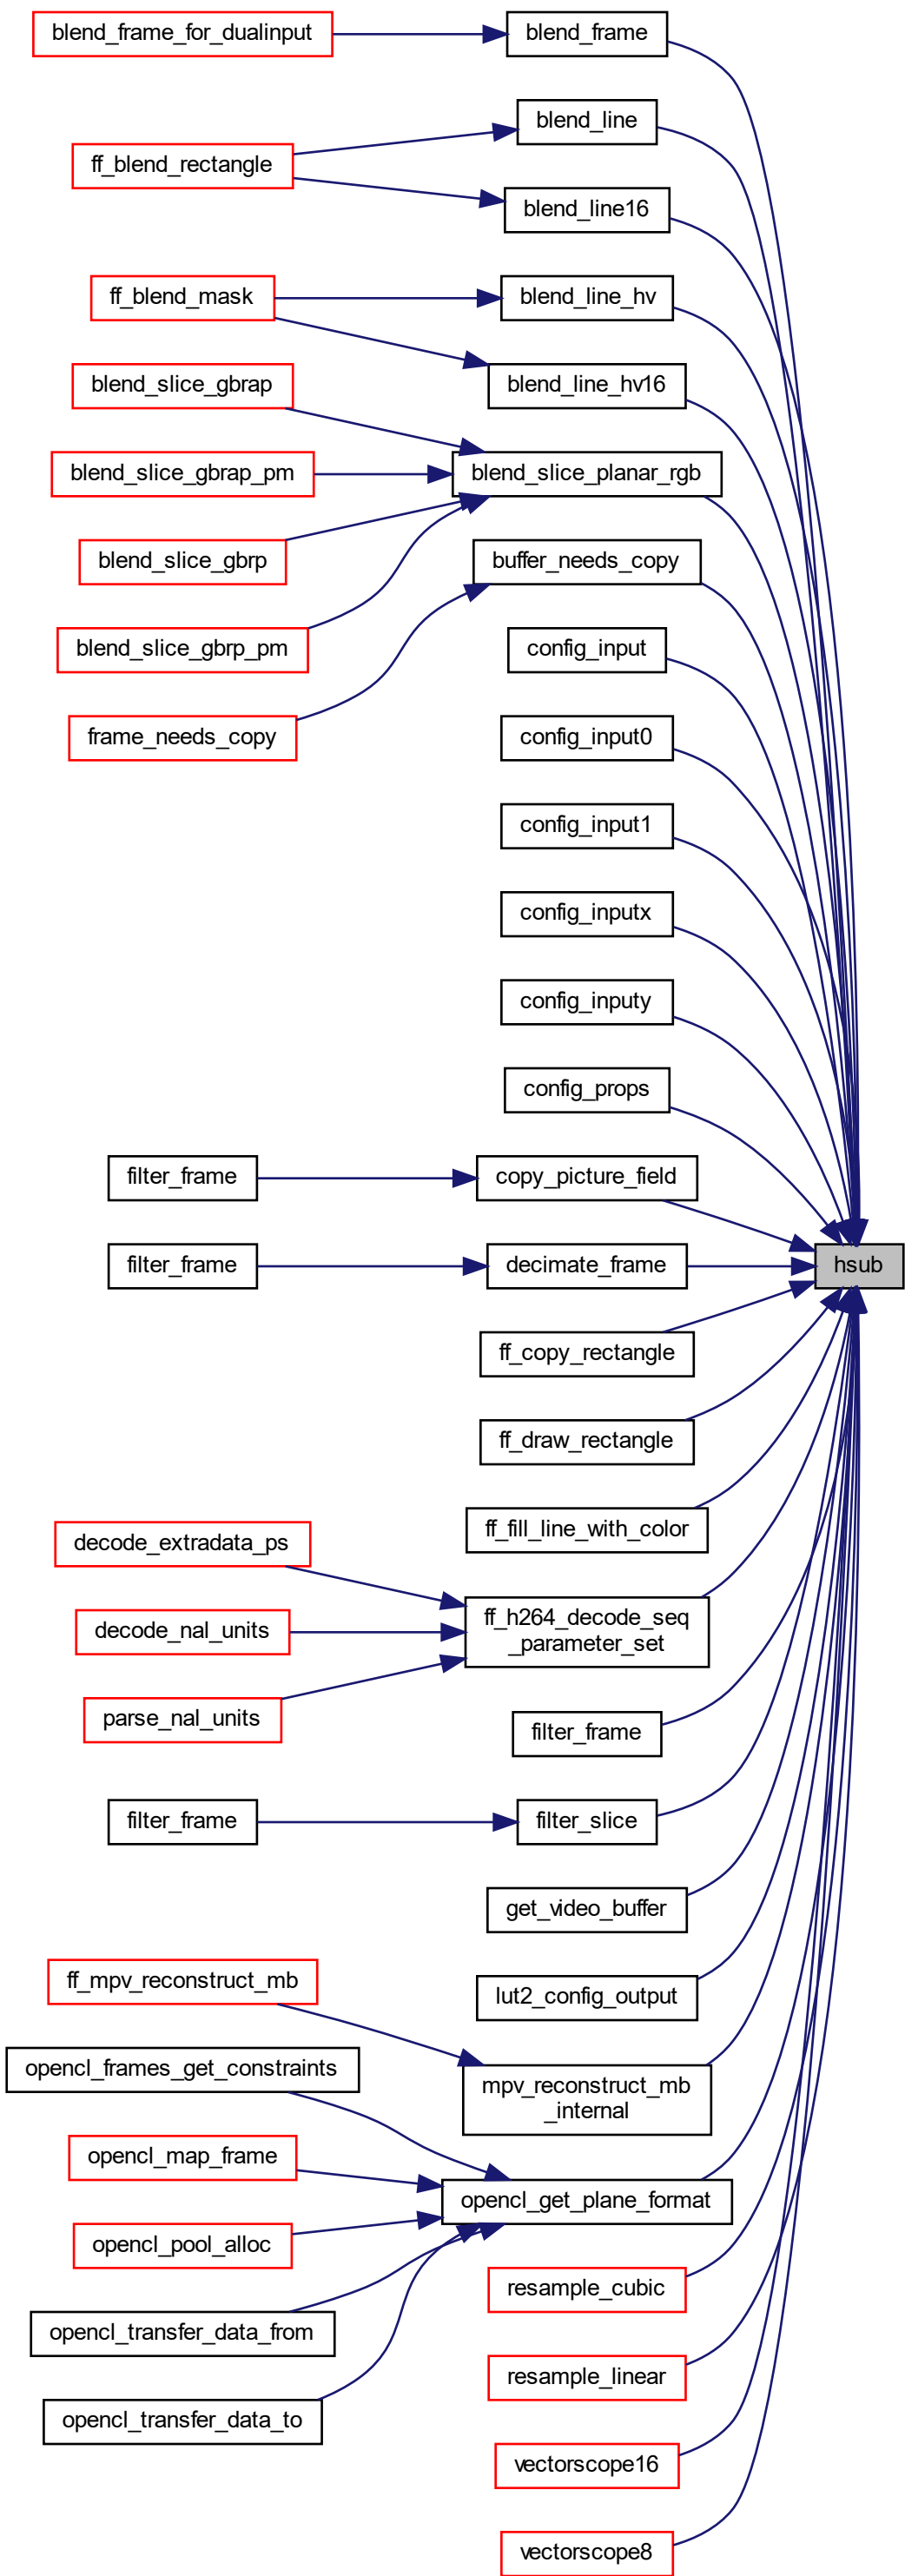 blend_frame_for_dualinput
blend_frame
blend_line
ff_blend_rectangle
blend_line16
ff_blend_mask
blend_line_hv
blend_slice_gbrap
blend_line_hv16
blend_slice_gbrap_pm
blend_slice_planar_rgb
blend_slice_gbrp
buffer_needs_copy
blend_slice_gbrp_pm
config_input
frame_needs_copy
config_input0
config_input1
config_inputx
config_inputy
config_props
filter_frame
copy_picture_field
filter_frame
decimate_frame
hsub
ff_copy_rectangle
ff_draw_rectangle
ff_fill_line_with_color
decode_extradata_ps
decode_nal_units
ff_h264_decode_seq
_parameter_set
parse_nal_units
filter_frame
filter_frame
filter_slice
get_video_buffer
ff_mpv_reconstruct_mb
lut2_config_output
opencl_frames_get_constraints
mpv_reconstruct_mb
_internal
opencl_map_frame
opencl_get_plane_format
opencl_pool_alloc
resample_cubic
opencl_transfer_data_from
resample_linear
opencl_transfer_data_to
vectorscope16
vectorscope8